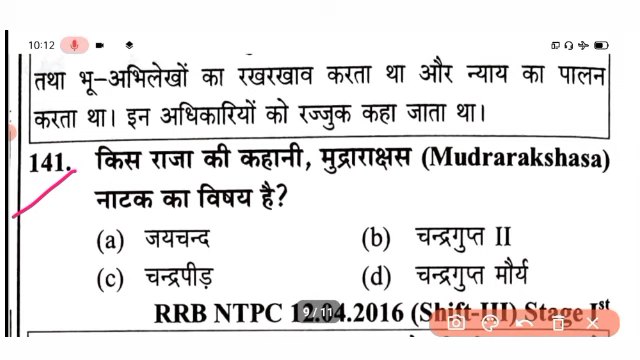 10:12
तथा भू-अभिलेखों का रखरखाव करता था और न्याय का पालन
करता था। इन अधिकारियों को रज्जुक कहा जाता था।
141. किस राजा की कहानी, मुद्राराक्षस (Mudrarakshasa)
नाटक का विषय है?
(a) जयचन्द (b) चन्द्रगुप्त II
(c) चन्द्रपीड़ (d) चन्द्रगुप्त मौर्य
9/11
RRB NTPC 12.04.2016 (Shift-III) Stage Ist